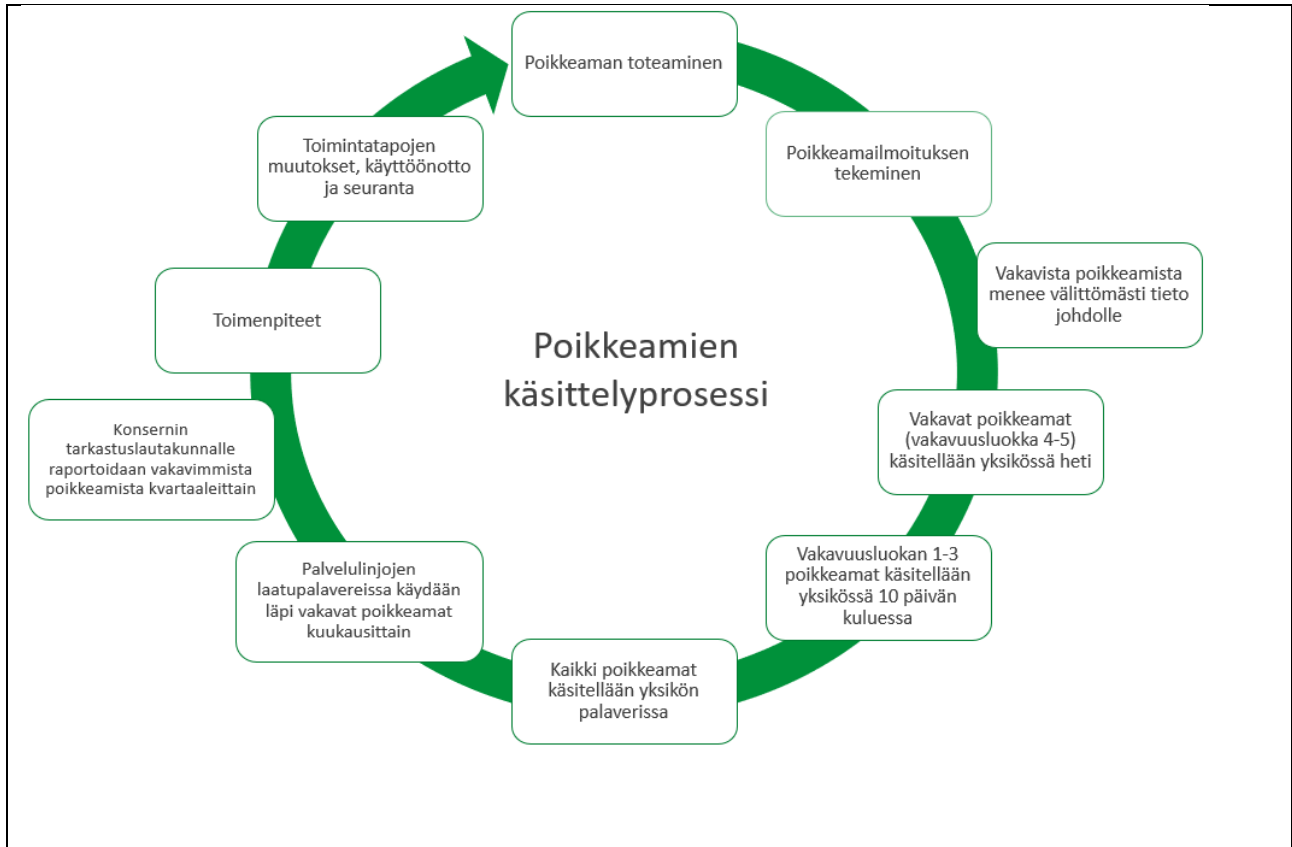 Poikkeaman toteaminen
Poikkeamailmoituksen
tekeminen
Vakavista poikkeamista
menee välittömästi tieto
johdolle
Vakavat poikkeamat
(vakavuusluokka 4-5)
käsitellään yksikössä heti
Vakavuusluokan 1-3
poikkeamat käsitellään
yksikössä 10 päivän
kuluessa
Kaikki poikkeamat
käsitellään yksikön
palaverissa
Palvelulinjojen
laatupalavereissa käydään
läpi vakavat poikkeamat
kuukausittain
Konsernin
tarkastuslautakunnalle
raportoidaan vakavimmista
poikkeamista kvartaaleittain
Toimenpiteet
Toimintatapojen
muutokset, käyttöönotto
ja seuranta
Poikkeamien
käsittelyprosessi